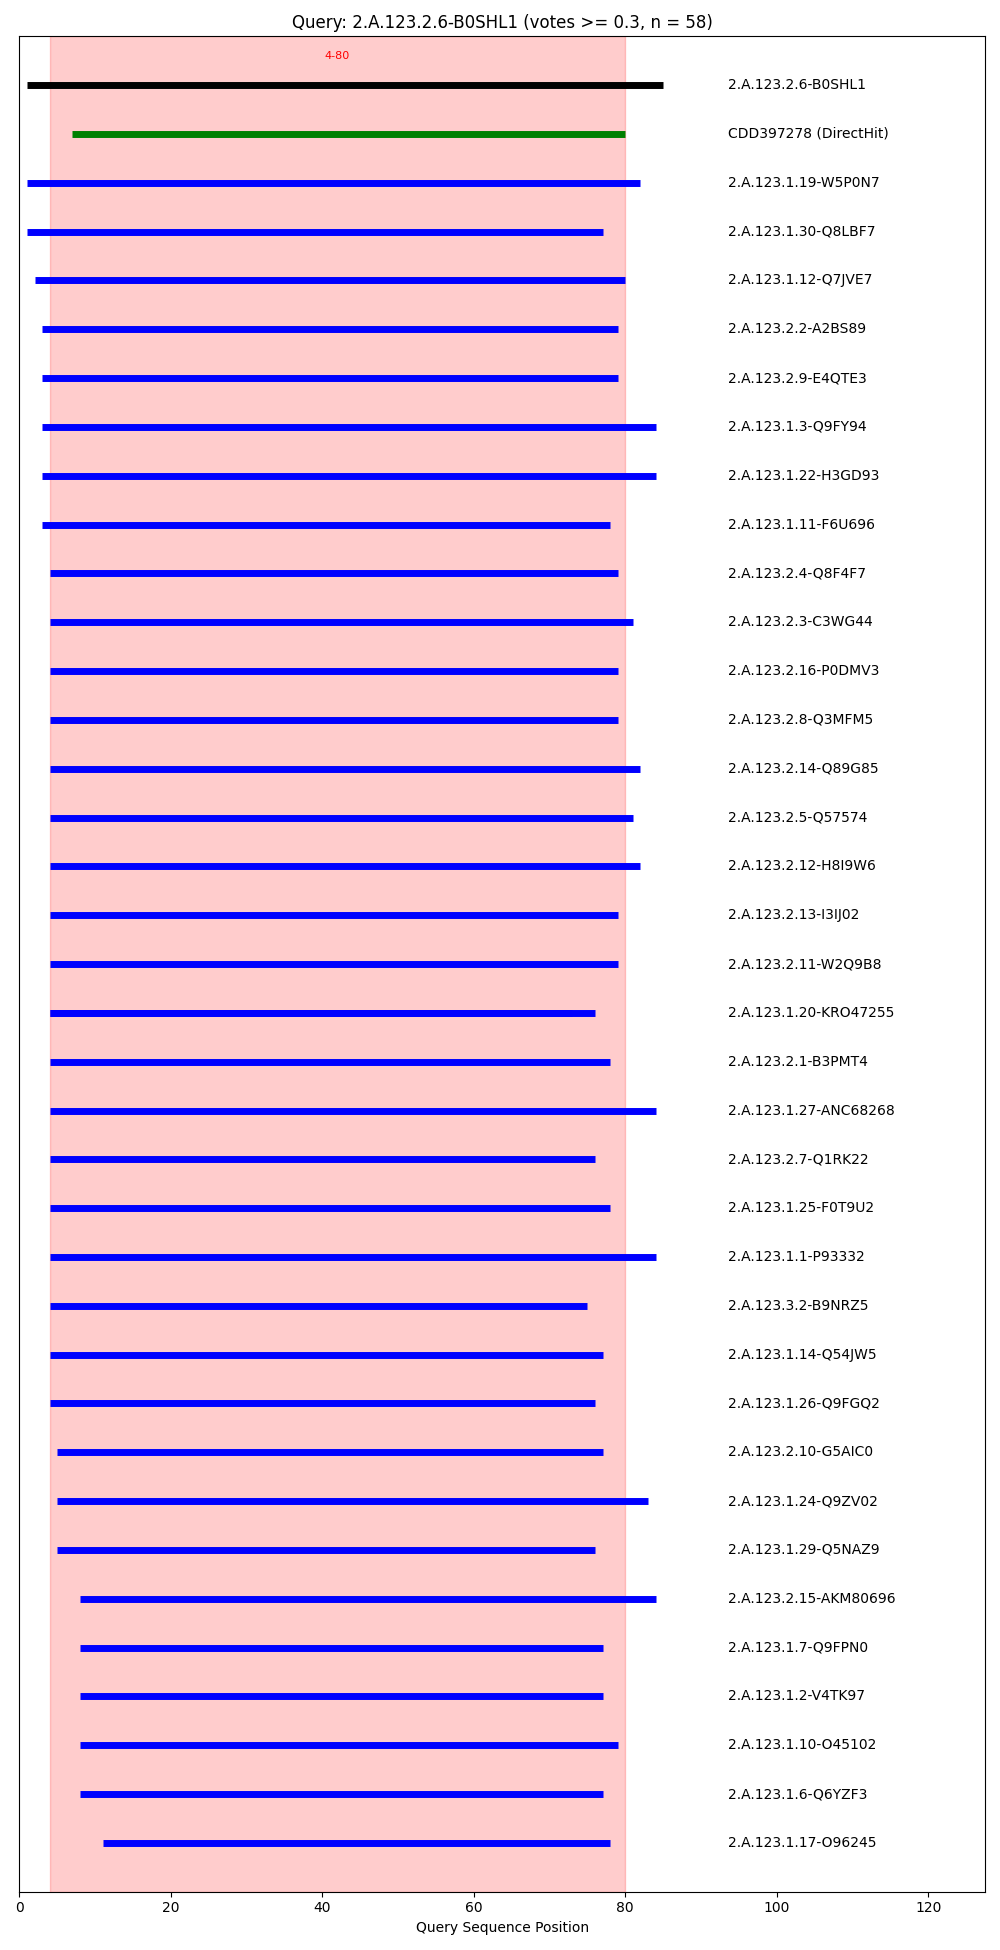 Query: 2.A.123.2.6-B0SHL1 (votes >= 0.3, n = 58)
4-80
2.A.123.2.6-B0SHL1
CDD397278 (DirectHit)
2.A.123.1.19-W5P0N7
2.A.123.1.30-Q8LBF7
2.A.123.1.12-Q7JVE7
2.A.123.2.2-A2BS89
2.A.123.2.9-E4QTE3
2.A.123.1.3-Q9FY94
2.A.123.1.22-H3GD93
2.A.123.1.11-F6U696
2.A.123.2.4-Q8F4F7
2.A.123.2.3-C3WG44
2.A.123.2.16-P0DMV3
2.A.123.2.8-Q3MFM5
2.A.123.2.14-Q89G85
2.A.123.2.5-Q57574
2.A.123.2.12-H8I9W6
2.A.123.2.13-I3IJ02
2.A.123.2.11-W2Q9B8
2.A.123.1.20-KRO47255
2.A.123.2.1-B3PMT4
2.A.123.1.27-ANC68268
2.A.123.2.7-Q1RK22
2.A.123.1.25-F0T9U2
2.A.123.1.1-P93332
2.A.123.3.2-B9NRZ5
2.A.123.1.14-Q54JW5
2.A.123.1.26-Q9FGQ2
2.A.123.2.10-G5AIC0
2.A.123.1.24-Q9ZV02
2.A.123.1.29-Q5NAZ9
2.A.123.2.15-AKM80696
2.A.123.1.7-Q9FPN0
2.A.123.1.2-V4TK97
2.A.123.1.10-O45102
2.A.123.1.6-Q6YZF3
2.A.123.1.17-O96245
0 20 40 60 80 100 120
Query Sequence Position